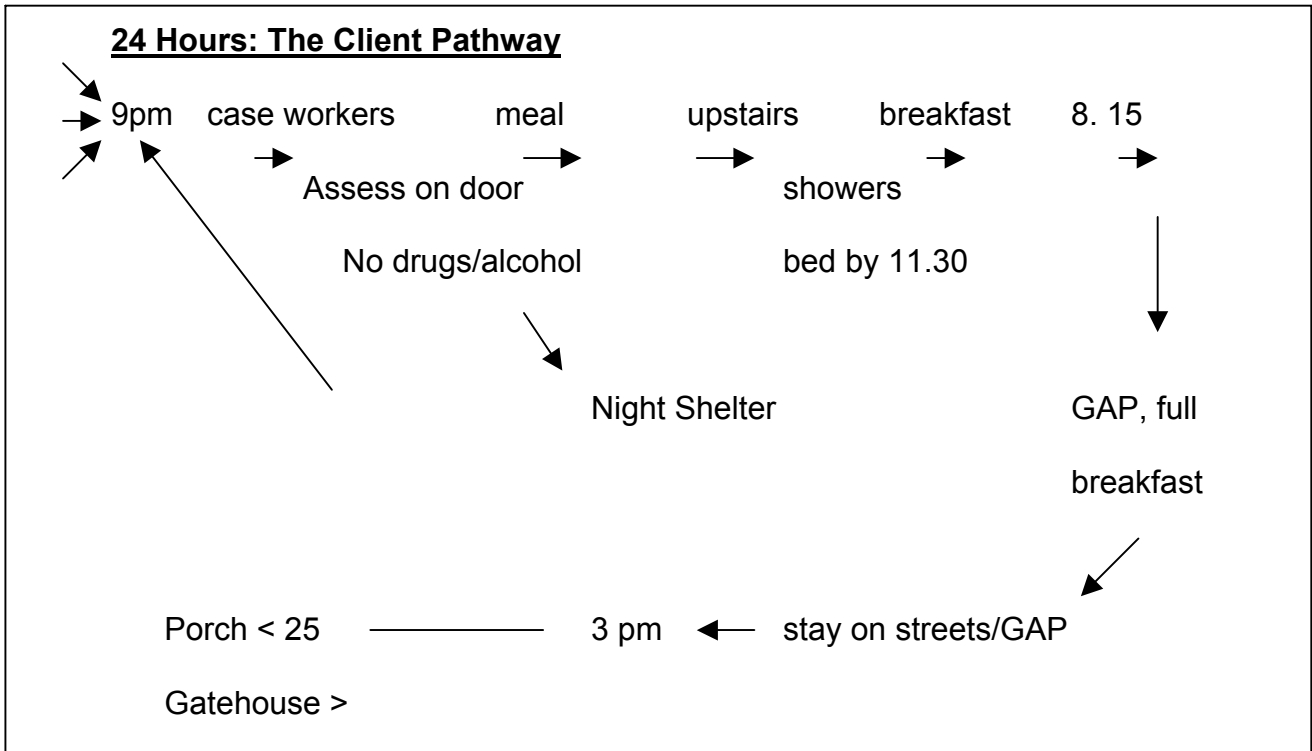 24 Hours: The Client Pathway
9pm case workers meal upstairs breakfast 8. 15
Assess on door showers
No drugs/alcohol bed by 11.30
Night Shelter GAP, full
breakfast
Porch < 25 3 pm stay on streets/GAP
Gatehouse >